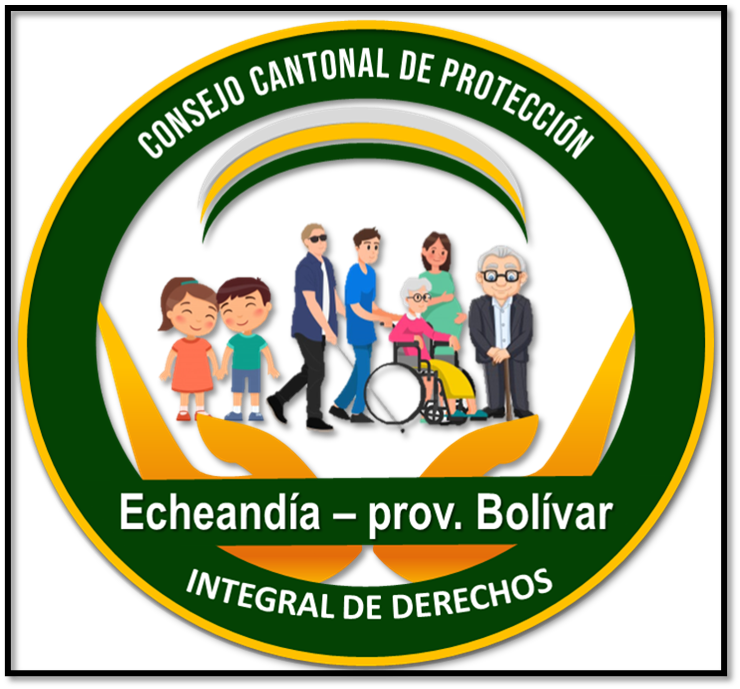 CONSEJO CANTONAL DE PROTECCIÓN
Echeandía – prov. Bolívar
INTEGRAL DE DERECHOS